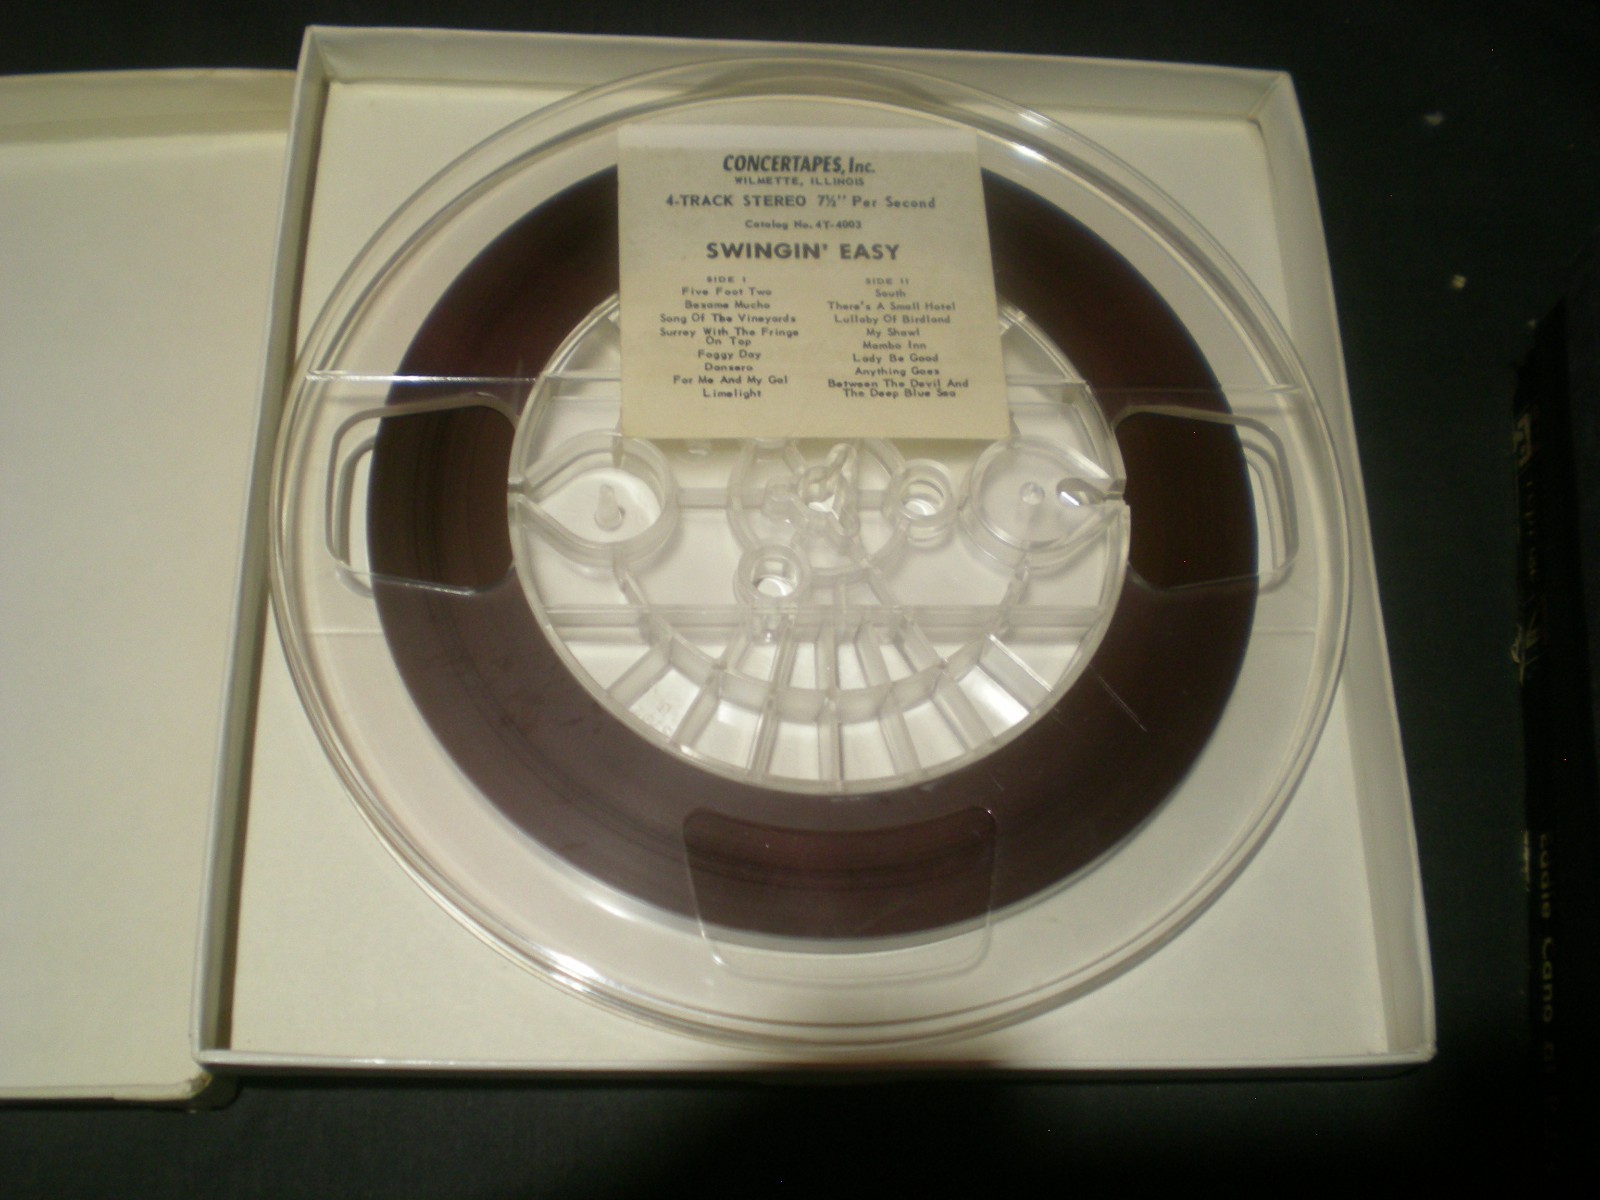 CONCERTAPES, Inc.
WILMETTE, ILLINOIS
4-TRACK STEREO 7½" Per Second
Catalog No. 4T-4003
SWINGIN' EASY
SIDE I
Five Foot Two
Besame Mucho
Song Of The Vineyards
Surrey With The Fringe
On Top
Foggy Day
Dansero
For Me And My Gal
Limelight
SIDE II
South
There's A Small Hotel
Lullaby Of Birdland
My Shawl
Mambo Inn
Lady Be Good
Anything Goes
Between The Devil And
The Deep Blue Sea
Eddie Cano